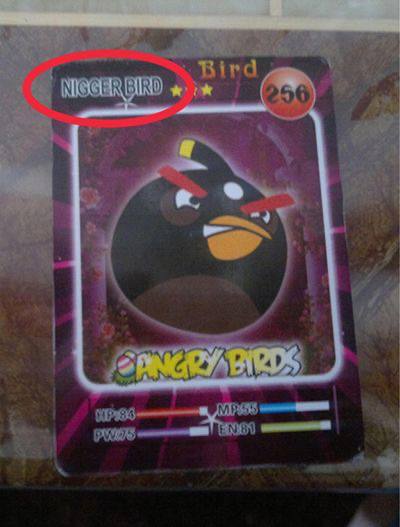 NIGGER BIRD Bird
256
ANGRY BIRDS
HP:84 MP:55
PW:75 EN:81